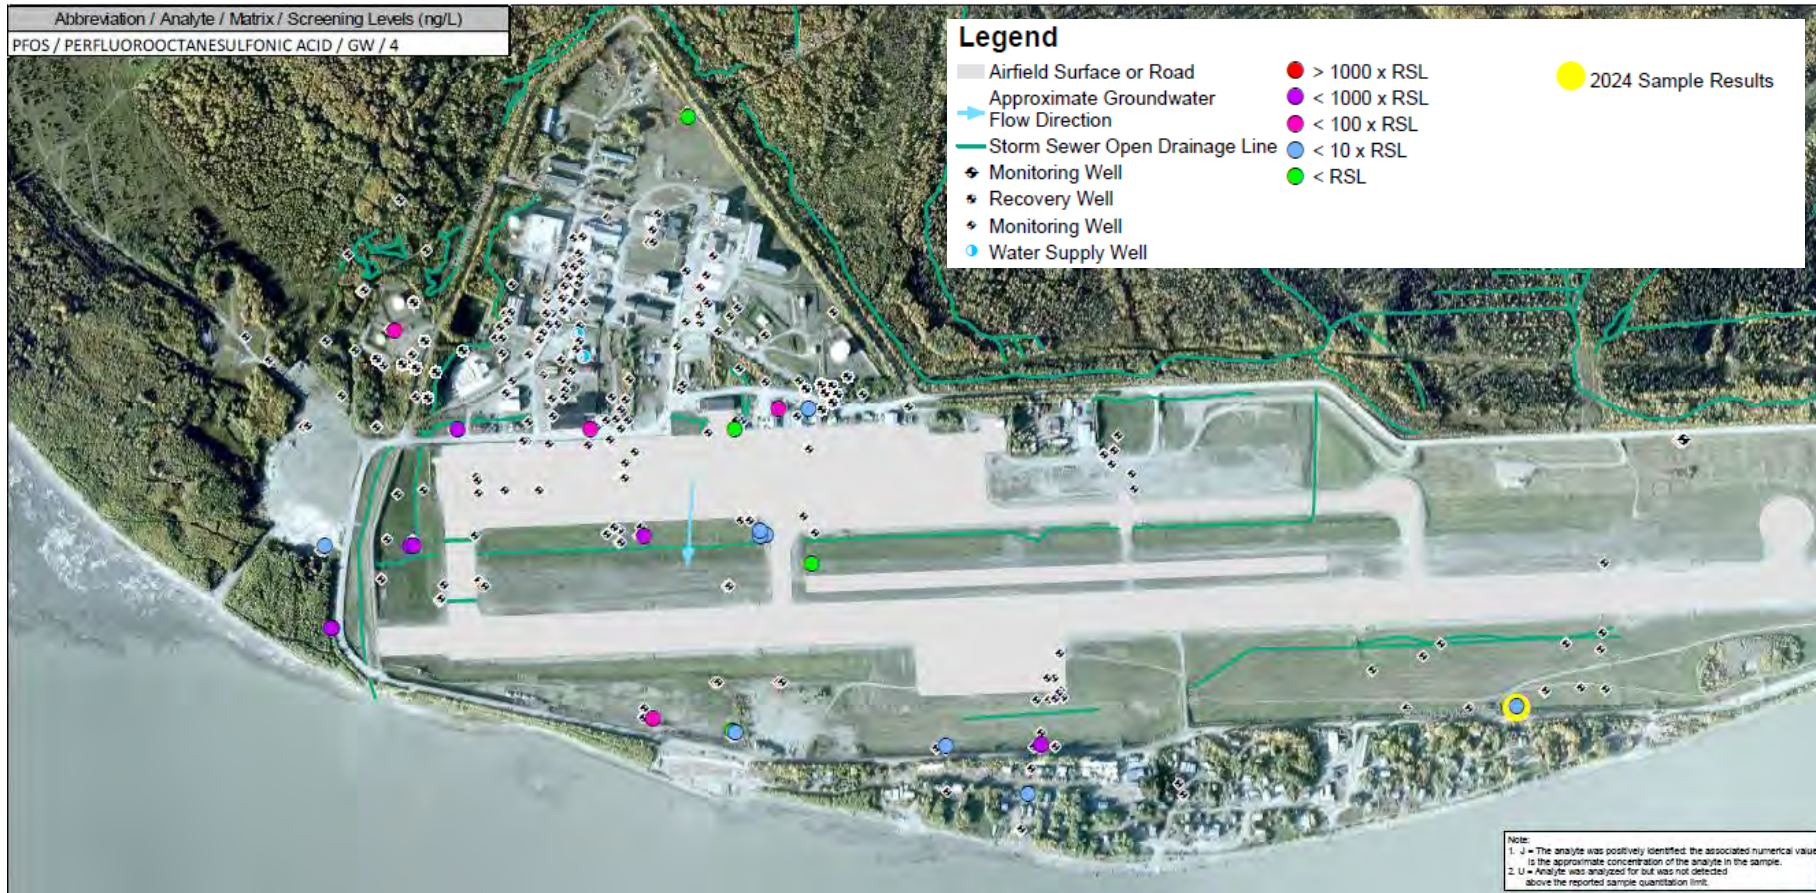 Abbreviation / Analyte / Matrix / Screening Levels (ng/L)
PFOS / PERFLUOROOCTANESULFONIC ACID / GW / 4
Legend
Airfield Surface or Road
Approximate Groundwater
Flow Direction
Storm Sewer Open Drainage Line
Monitoring Well
Recovery Well
Monitoring Well
Water Supply Well
> 1000 x RSL
< 1000 x RSL
< 100 x RSL
< 10 x RSL
< RSL
2024 Sample Results
Note:
1. J = The analyte was positively identified: the associated numerical value
is the approximate concentration of the analyte in the sample.
2. U = Analyte was analyzed for but was not detected
above the reported sample quantitation limit.